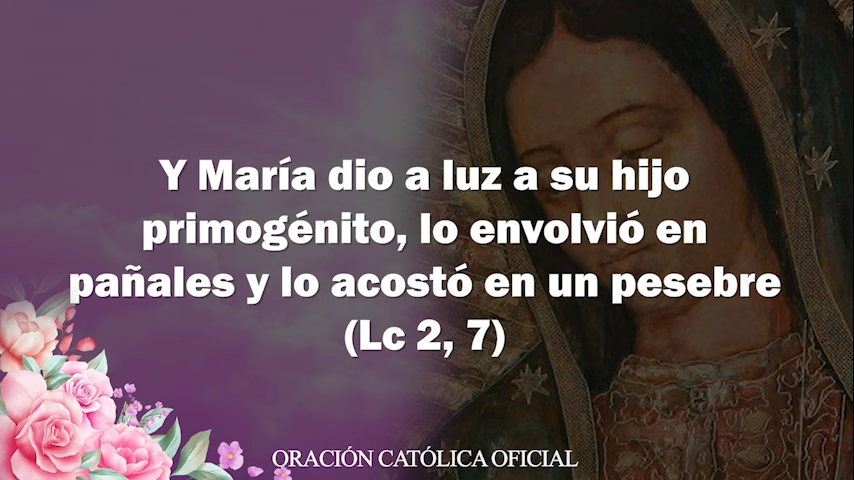 Y María dio a luz a su hijo
primogénito, lo envolvió en
pañales y lo acostó en un pesebre
(Lc 2, 7)
ORACIÓN CATÓLICA OFICIAL